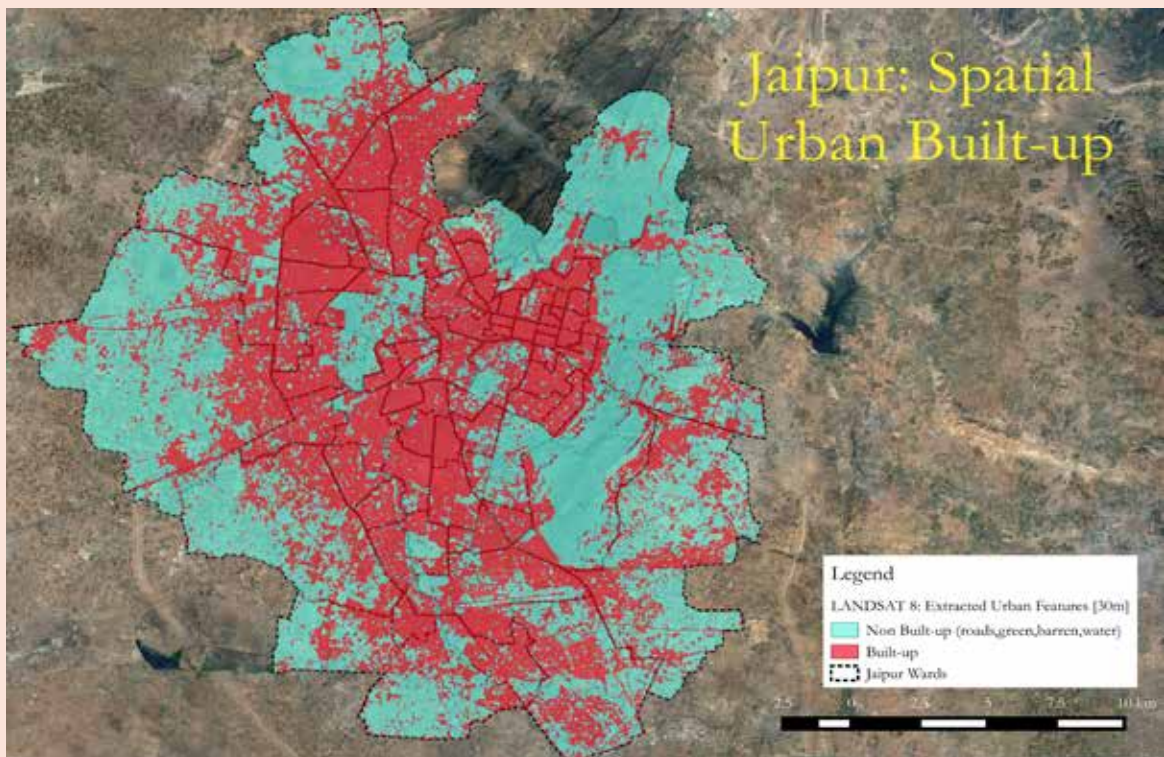 Jaipur: Spatial
Urban Built-up
Legend
LANDSAT 8: Extracted Urban Features [30m]
Non Built-up (roads,green,barren,water)
Built-up
Jaipur Wards
2.5 0 2.5 5 7.5 10 km